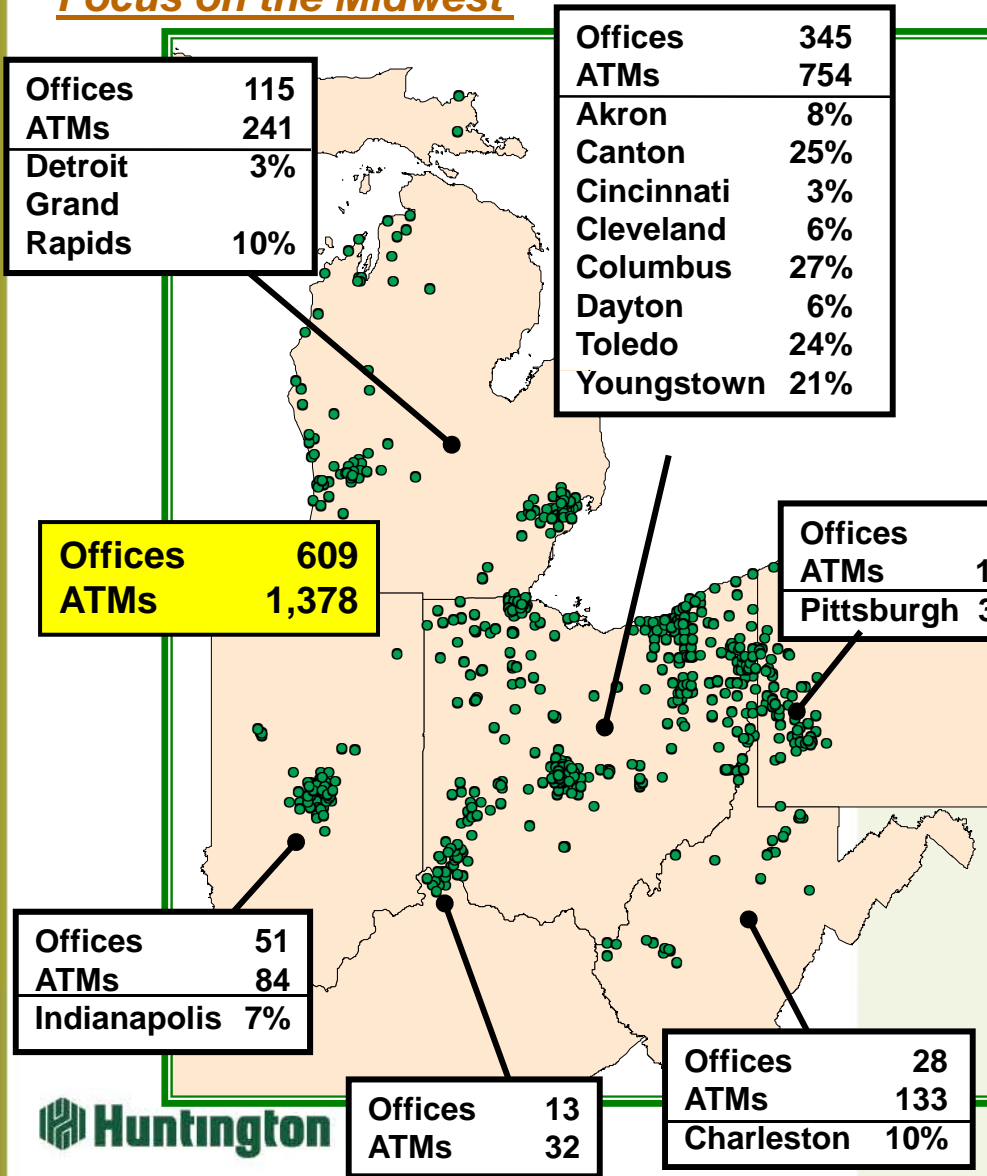 Focus on the Midwest
Offices 115
ATMs 241
Detroit 3%
Grand
Rapids 10%
Offices 345
ATMs 754
Akron 8%
Canton 25%
Cincinnati 3%
Cleveland 6%
Columbus 27%
Dayton 6%
Toledo 24%
Youngstown 21%
Offices 609
ATMs 1,378
Offices
ATMs 1
Pittsburgh 3
Offices 51
ATMs 84
Indianapolis 7%
Offices 13
ATMs 32
Offices 28
ATMs 133
Charleston 10%
Huntington